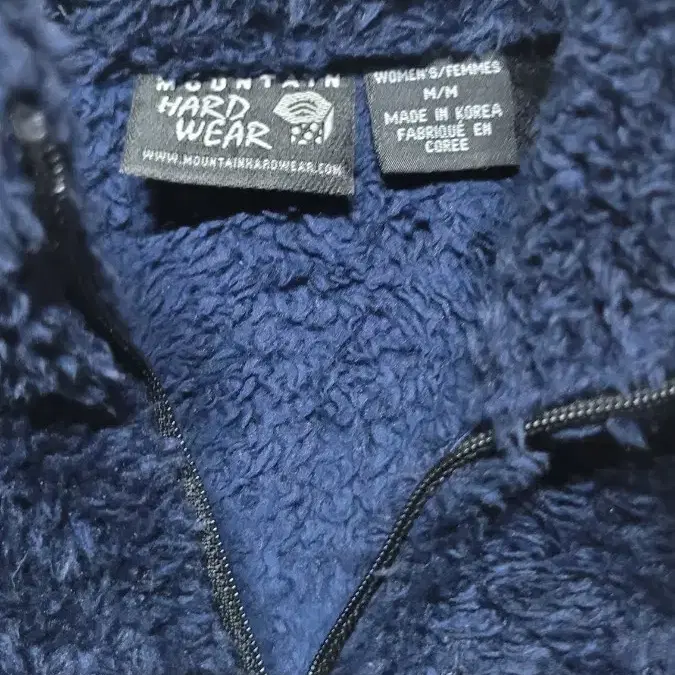 MOUNTAIN
HARD
WEAR
WWW.MOUNTAINHARDWEAR.COM
WOMEN'S/FEMMES
M/M
MADE IN KOREA
FABRIQUÉ EN
COREE